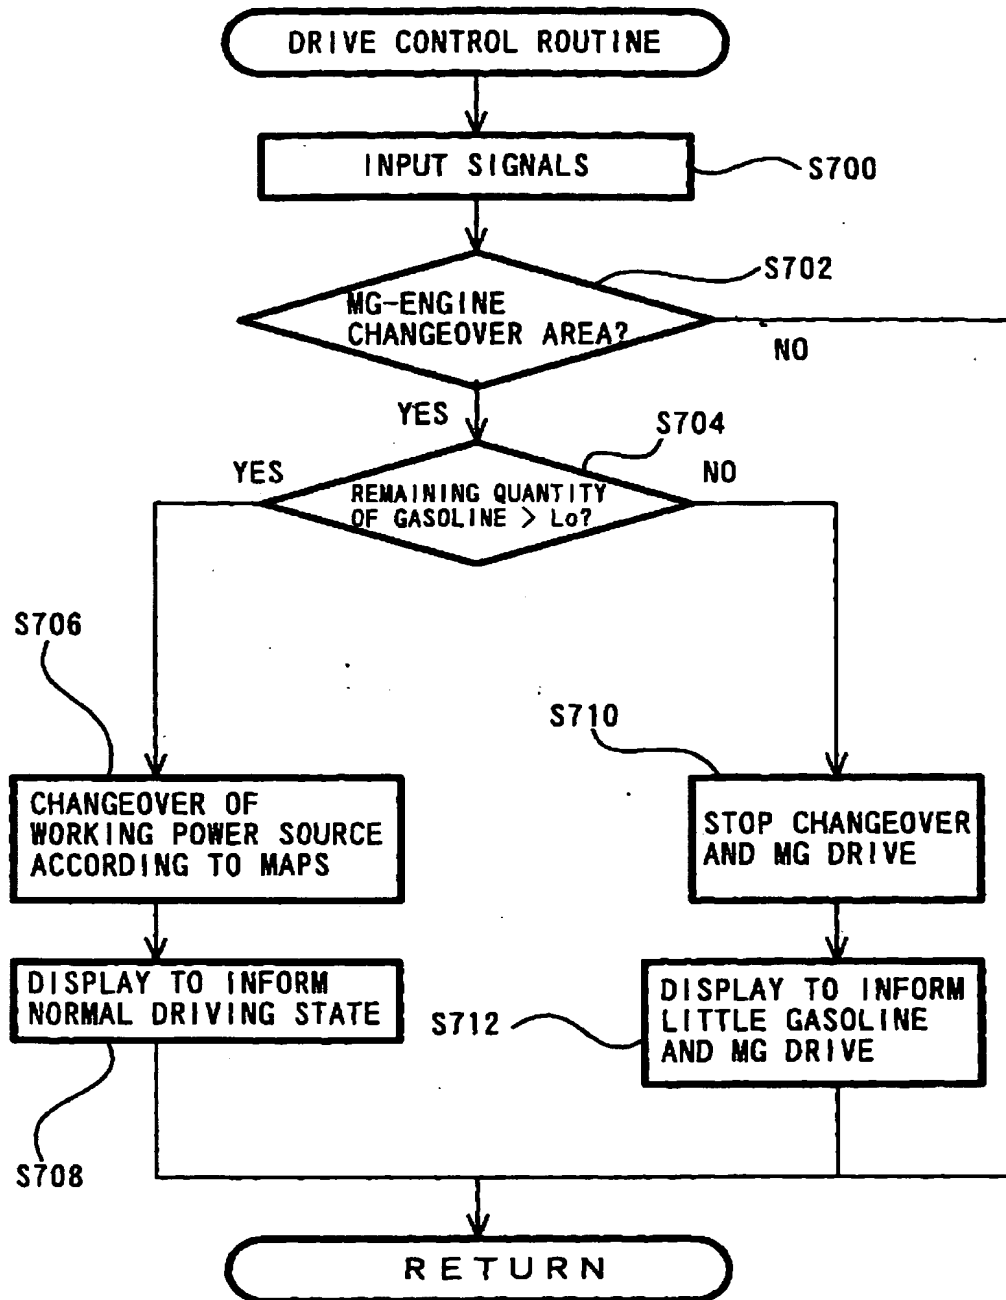 DRIVE CONTROL ROUTINE
INPUT SIGNALS
S700
S702
MG-ENGINE
CHANGEOVER AREA?
NO
YES
S704
YES
NO
REMAINING QUANTITY
OF GASOLINE > Lo?
S706
S710
CHANGEOVER OF
WORKING POWER SOURCE
ACCORDING TO MAPS
STOP CHANGEOVER
AND MG DRIVE
DISPLAY TO INFORM
NORMAL DRIVING STATE
S712
DISPLAY TO INFORM
LITTLE GASOLINE
AND MG DRIVE
S708
RETURN